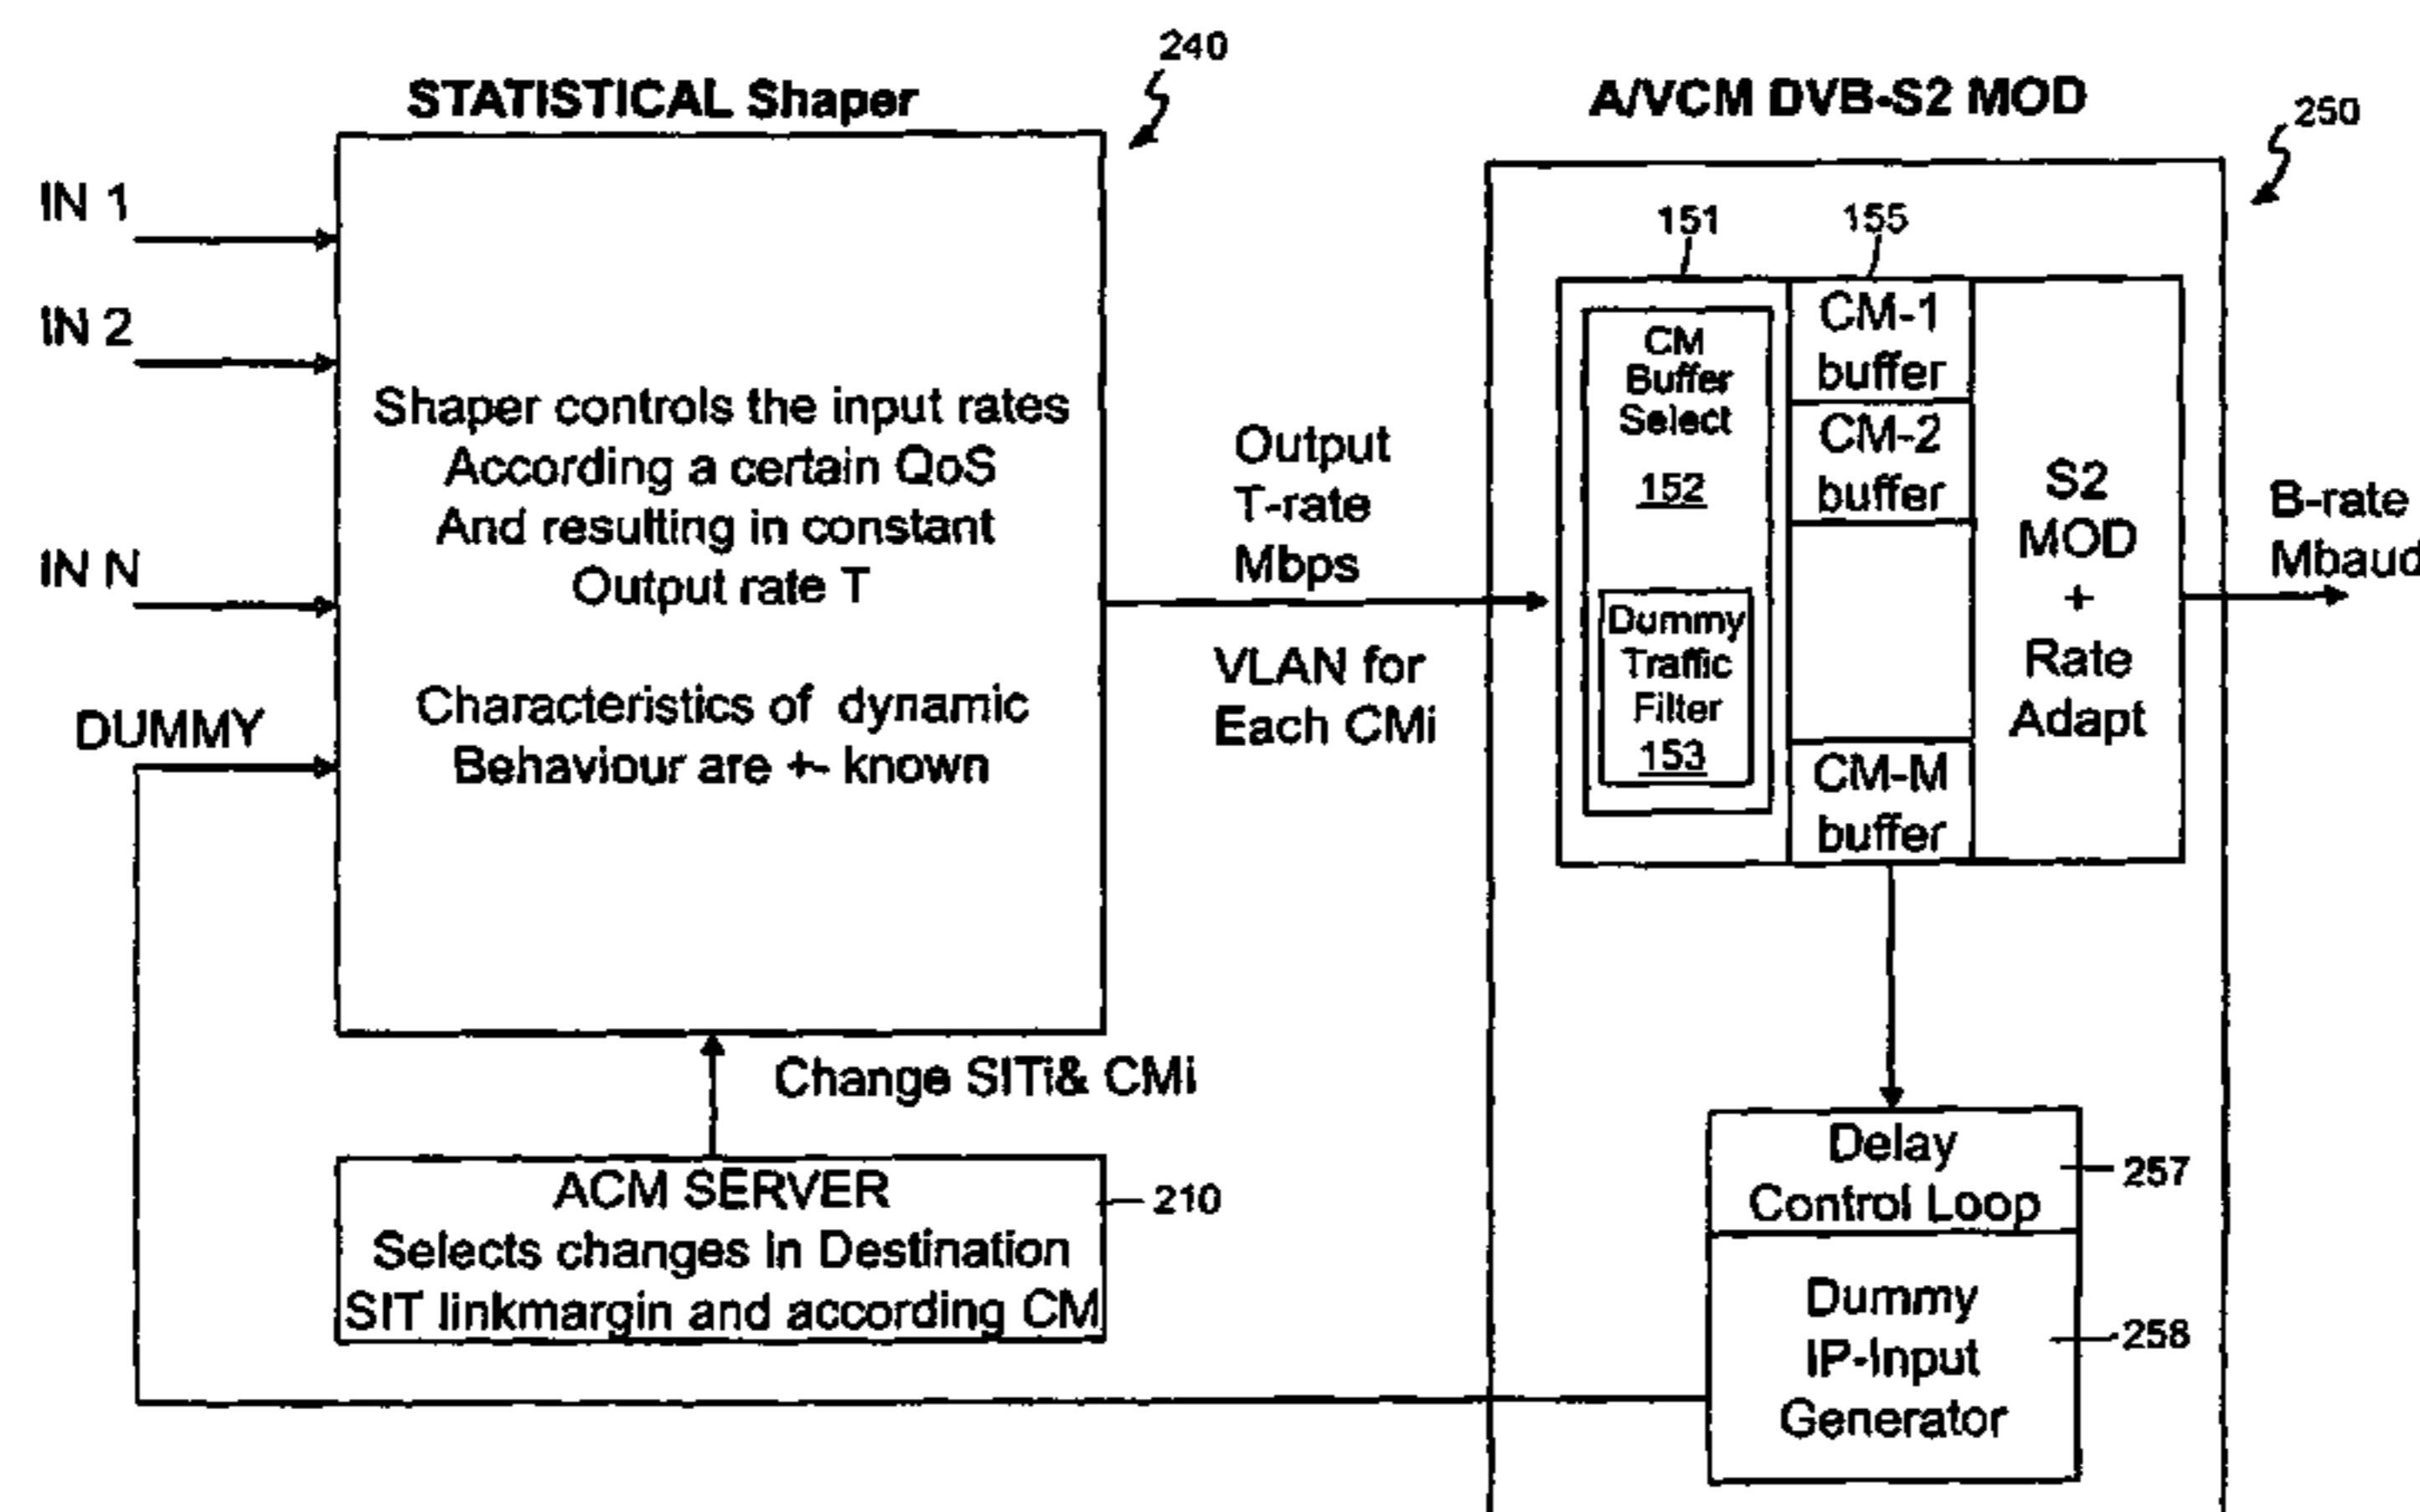 240
STATISTICAL Shaper
A/VCM DVB-S2 MOD
250
IN 1
IN 2
IN N
DUMMY
Shaper controls the input rates
According a certain QoS
And resulting in constant
Output rate T
Characteristics of dynamic
Behaviour are +- known
Output
T-rate
Mbps
VLAN for
Each CMi
151
155
CM
Buffer
Select
152
Dummy
Traffic
Filter
153
CM-1
buffer
CM-2
buffer
CM-M
buffer
S2
MOD
+
Rate
Adapt
B-rate
Mbaud
Change SITi& CMi
ACM SERVER
Selects changes in Destination
SIT linkmargin and according CM
210
Delay
Control Loop
257
Dummy
IP-Input
Generator
258